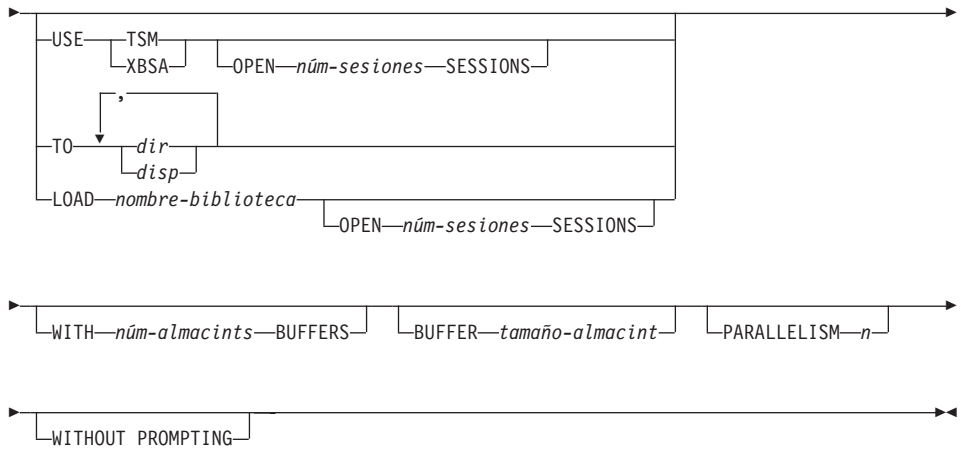 USE TSM
XBSA OPEN núm-sesiones SESSIONS
,
TO dir
disp
LOAD nombre-biblioteca
OPEN núm-sesiones SESSIONS
WITH núm-almacints BUFFERS BUFFER tamaño-almacint PARALLELISM n
WITHOUT PROMPTING